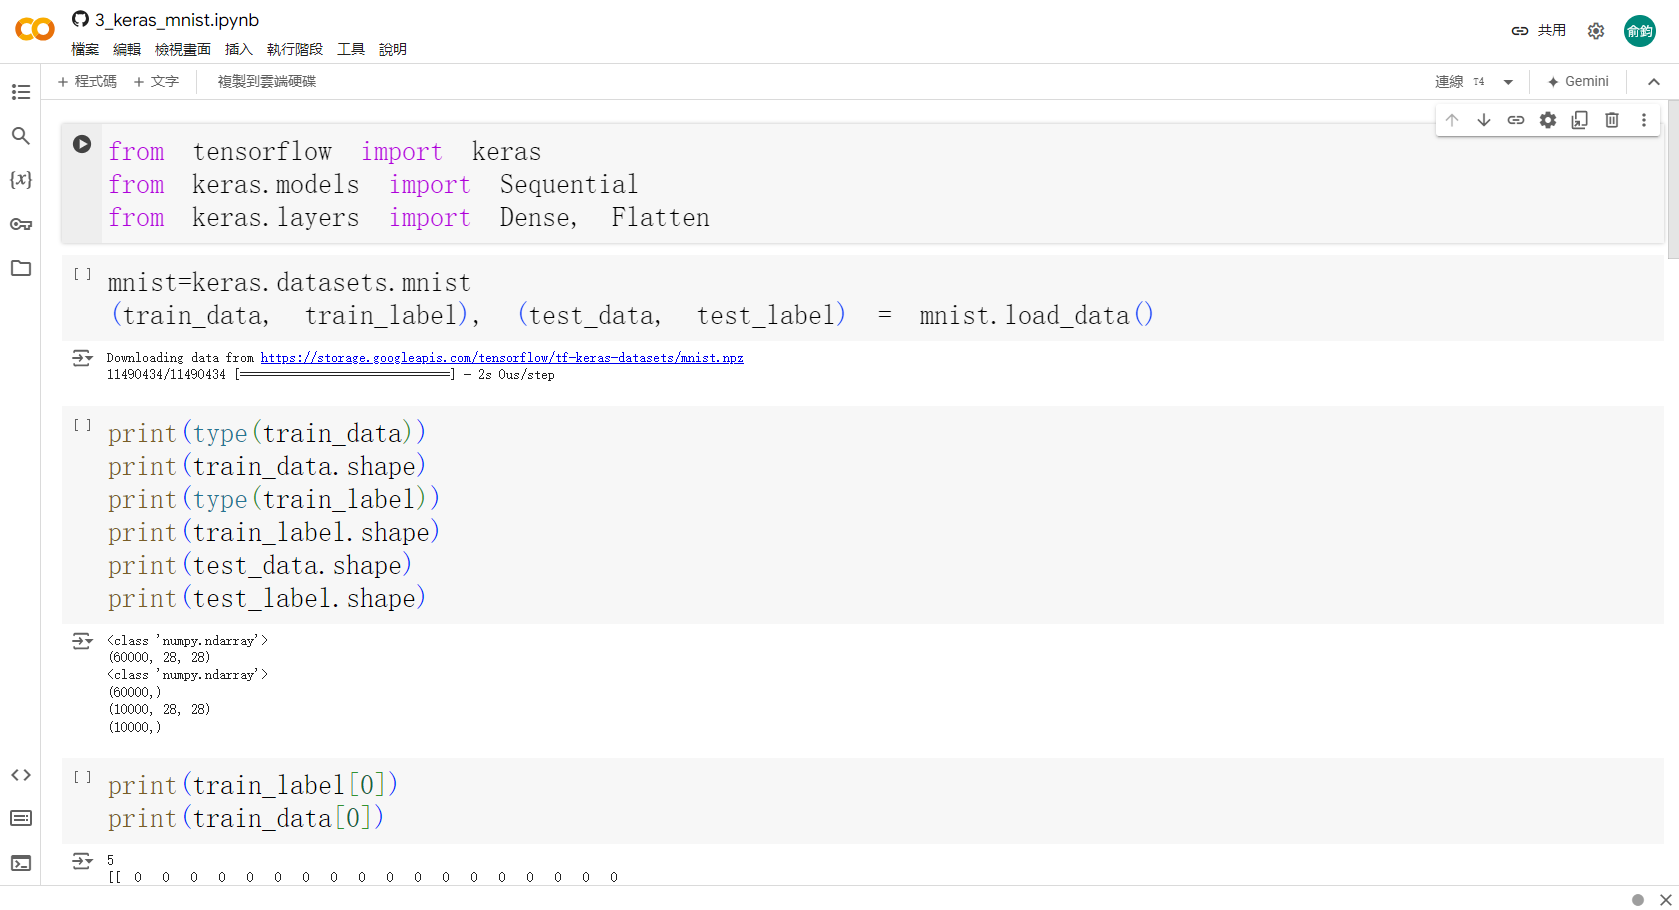 3_keras_mnist.ipynb
檔案 編輯 檢視畫面 插入 執行階段 工具 說明
共用
俞鈞
+ 程式碼 + 文字 複製到雲端硬碟
連線 T4 Gemini
from tensorflow import keras
from keras.models import Sequential
from keras.layers import Dense, Flatten
[ ] mnist=keras.datasets.mnist
(train_data, train_label), (test_data, test_label) = mnist.load_data()
Downloading data from https://storage.googleapis.com/tensorflow/tf-keras-datasets/mnist.npz
11490434/11490434 [==============================] - 2s 0us/step
[ ] print(type(train_data))
print(train_data.shape)
print(type(train_label))
print(train_label.shape)
print(test_data.shape)
print(test_label.shape)
<class 'numpy.ndarray'>
(60000, 28, 28)
<class 'numpy.ndarray'>
(60000,)
(10000, 28, 28)
(10000,)
[ ] print(train_label[0])
print(train_data[0])
5
[[ 0 0 0 0 0 0 0 0 0 0 0 0 0 0 0 0 0 0